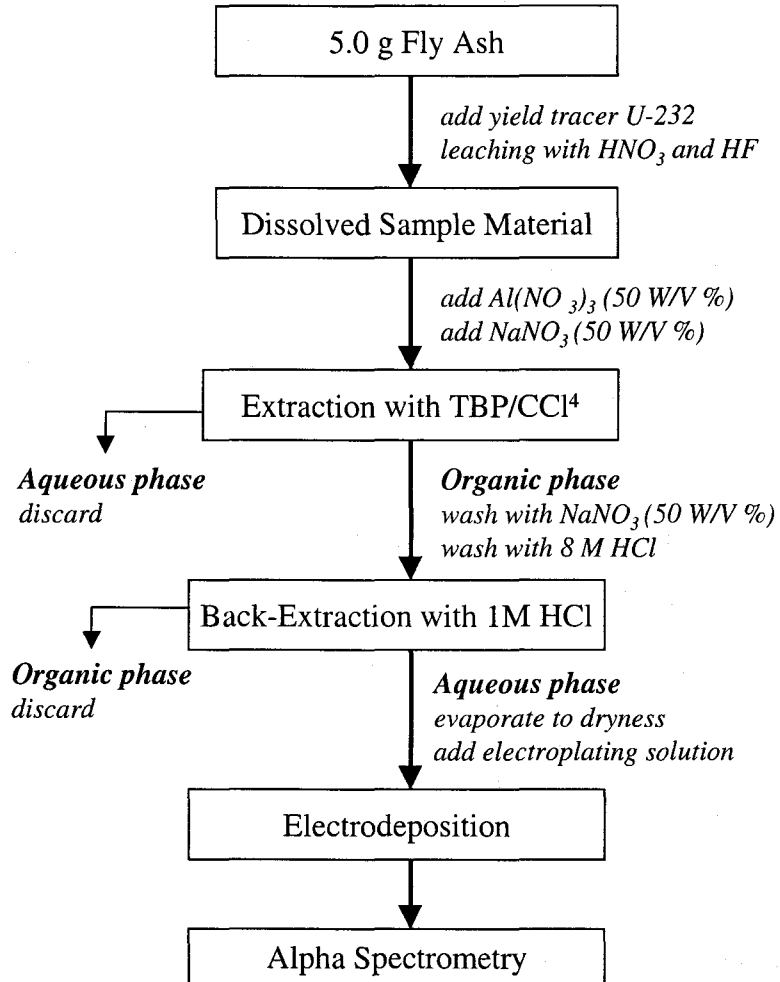 5.0 g Fly Ash
add yield tracer U-232
leaching with HNO₃ and HF
Dissolved Sample Material
add Al(NO ₃)₃ (50 W/V %)
add NaNO₃ (50 W/V %)
Extraction with TBP/CCl⁴
Aqueous phase
discard
Organic phase
wash with NaNO₃ (50 W/V %)
wash with 8 M HCl
Back-Extraction with 1M HCl
Organic phase
discard
Aqueous phase
evaporate to dryness
add electroplating solution
Electrodeposition
Alpha Spectrometry